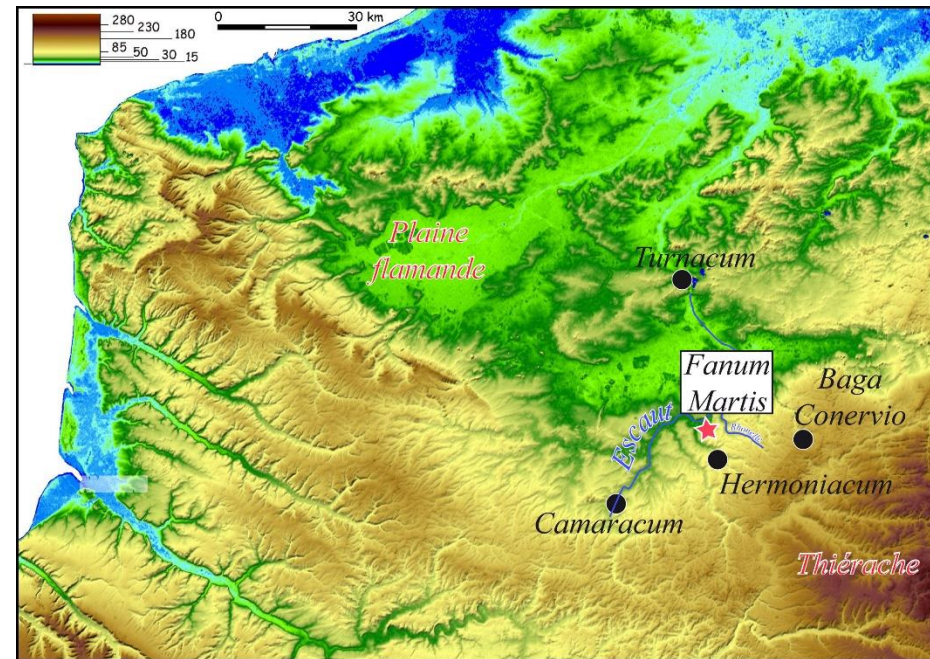 280
230
180
85
50
30
15
0
30 km
Plaine
flamande
Turnacum
Fanum
Martis
Baga
Conervio
Escaut
Rhonelle
Hermoniacum
Camaracum
Thiérache